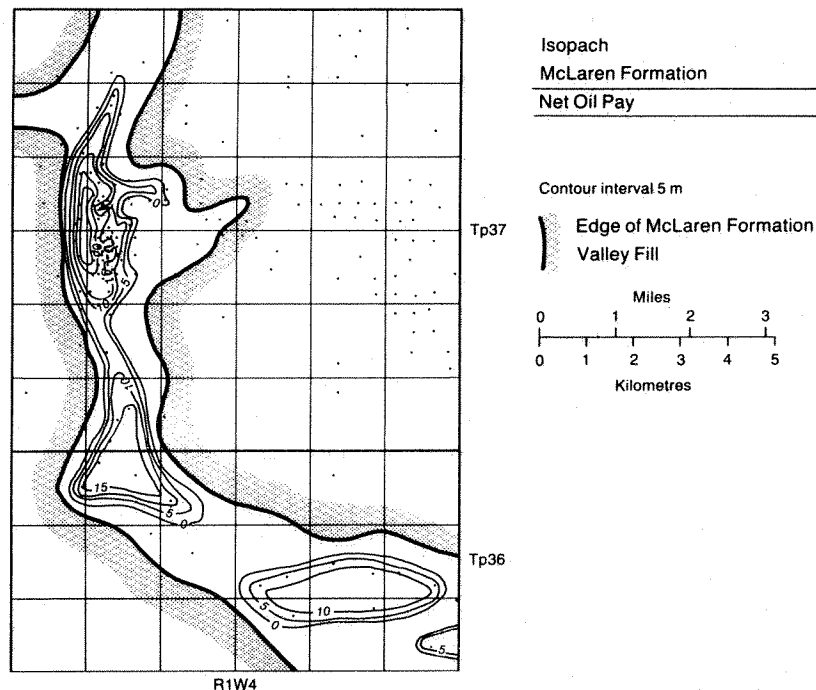 Isopach
McLaren Formation
Net Oil Pay
Contour interval 5 m
Edge of McLaren Formation
Valley Fill
Miles
0 1 2 3
0 1 2 3 4 5
Kilometres
Tp37
Tp36
R1W4
0
5
10
10
15
5
0
5
0
10
5